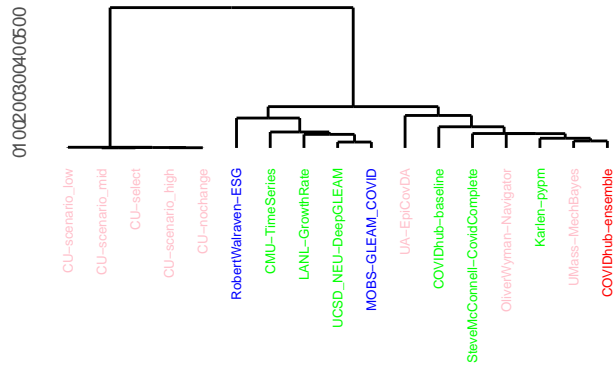 0100200300400500
CU-scenario_low
CU-scenario_mid
CU-select
CU-scenario_high
CU-nochange
RobertWalraven-ESG
CMU-TimeSeries
LANL-GrowthRate
UCSD_NEU-DeepGLEAM
MOBS-GLEAM_COVID
UA-EpiCovDA
COVIDhub-baseline
SteveMcConnell-CovidComplete
OliverWyman-Navigator
Karlen-pypm
UMass-MechBayes
COVIDhub-ensemble